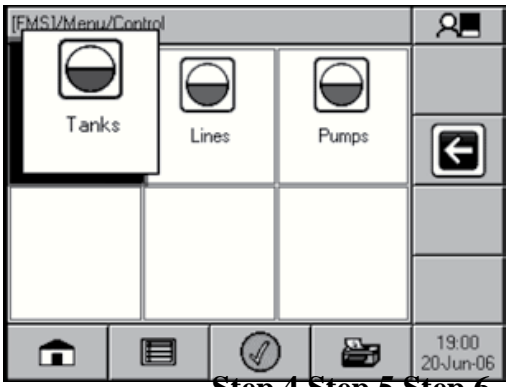 [FMS]/Menu/Control
Tanks
Lines
Pumps
19:00
20-Jun-06
Step 4 Step 5 Step 6